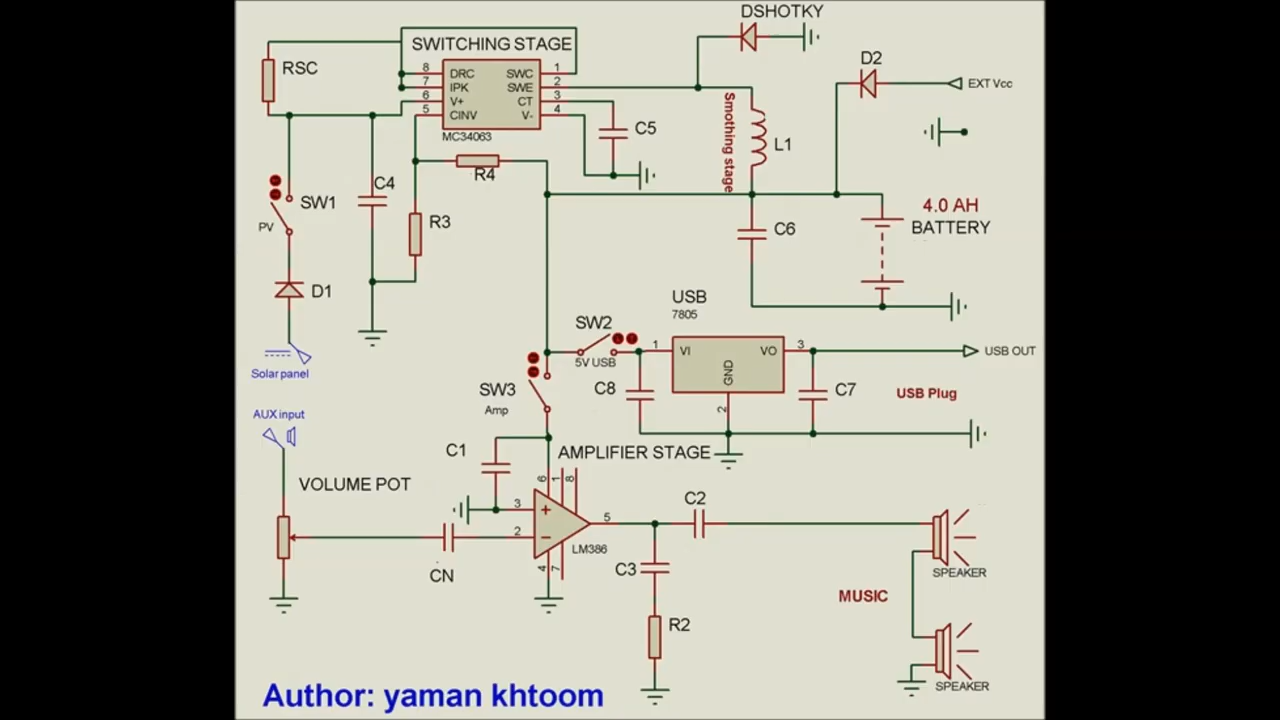 DSHOTKY
SWITCHING STAGE
RSC
8 DRC SWC 1
7 IPK SWE 2
6 V+ CT 3
5 CINV V- 4
MC34063
D2
EXT Vcc
C5
Smothing stage
L1
R4
C4
SW1
PV
R3
4.0 AH
BATTERY
C6
D1
USB
7805
Solar panel
SW2
5V USB
1 VI VO 3
GND
2
USB OUT
C8
C7
USB Plug
SW3
Amp
AUX input
C1
AMPLIFIER STAGE
VOLUME POT
6 1 8
3
2
5
4 7
LM386
CN
C2
C3
R2
SPEAKER
MUSIC
SPEAKER
Author: yaman khtoom